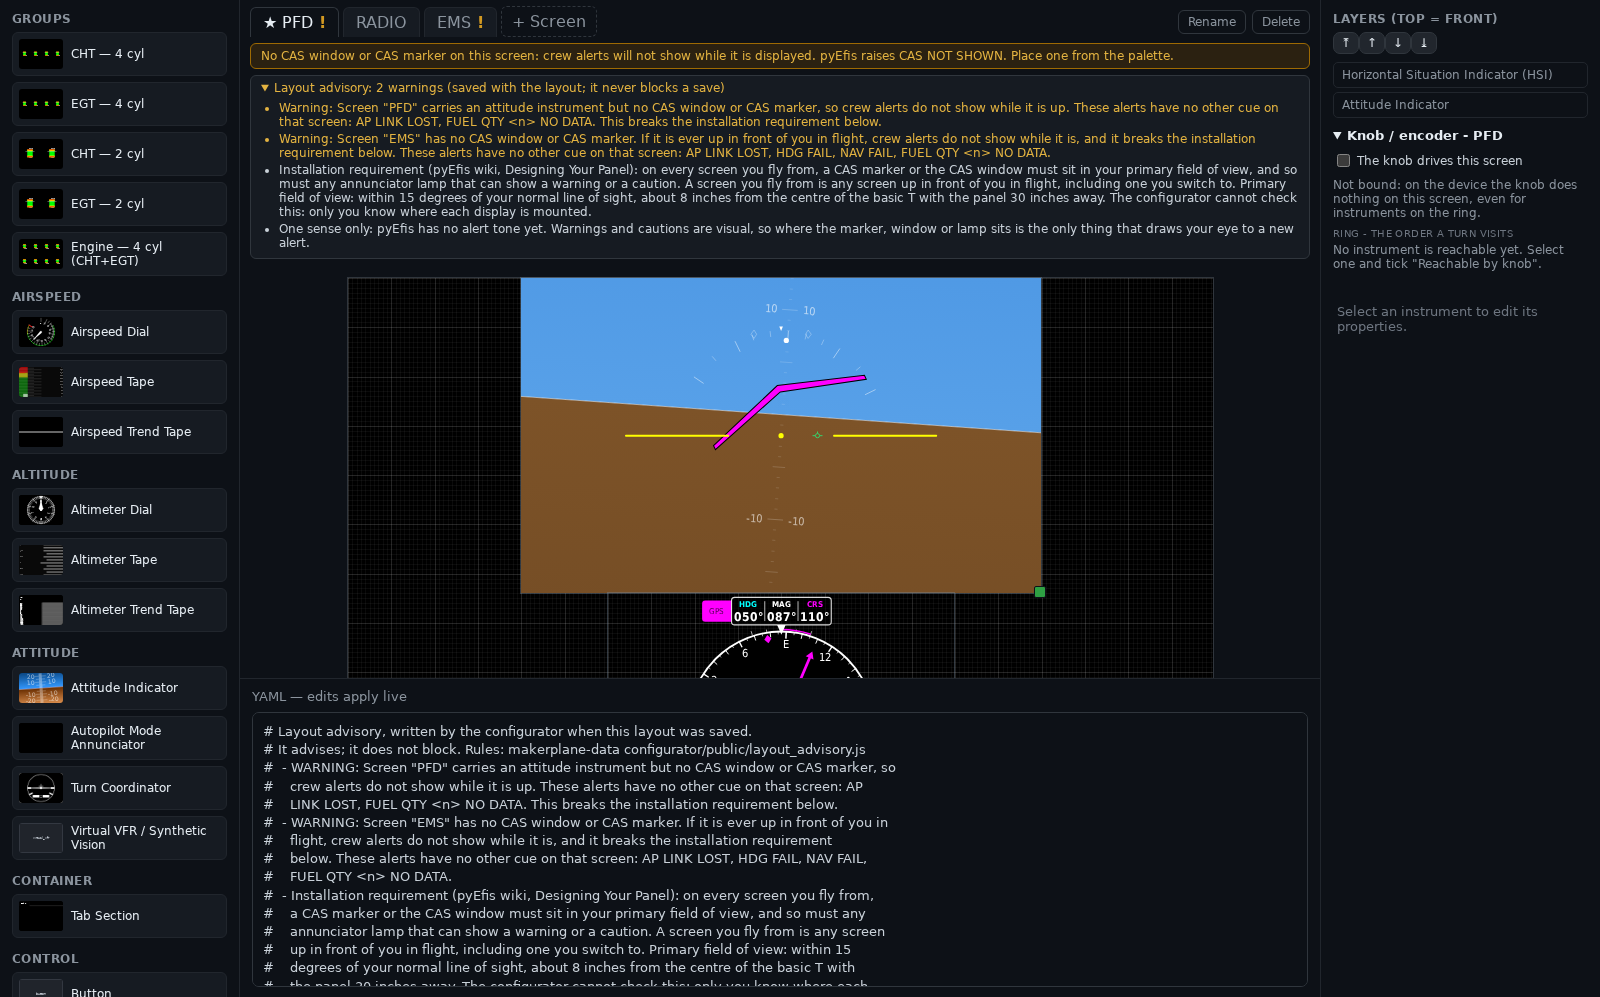 GROUPS
CHT — 4 cyl
EGT — 4 cyl
CHT — 2 cyl
EGT — 2 cyl
Engine — 4 cyl
(CHT+EGT)
AIRSPEED
Airspeed Dial
Airspeed Tape
Airspeed Trend Tape
ALTITUDE
Altimeter Dial
Altimeter Tape
Altimeter Trend Tape
ATTITUDE
Attitude Indicator
Autopilot Mode
Annunciator
Turn Coordinator
Virtual VFR / Synthetic
Vision
CONTAINER
Tab Section
CONTROL
Button
★ PFD !
RADIO
EMS !
+ Screen
Rename
Delete
No CAS window or CAS marker on this screen: crew alerts will not show while it is displayed. pyEfis raises CAS NOT SHOWN. Place one from the palette.
▼ Layout advisory: 2 warnings (saved with the layout; it never blocks a save)
• Warning: Screen "PFD" carries an attitude instrument but no CAS window or CAS marker, so crew alerts do not show while it is up. These alerts have no other cue on
that screen: AP LINK LOST, FUEL QTY <n> NO DATA. This breaks the installation requirement below.
• Warning: Screen "EMS" has no CAS window or CAS marker. If it is ever up in front of you in flight, crew alerts do not show while it is, and it breaks the installation
requirement below. These alerts have no other cue on that screen: AP LINK LOST, HDG FAIL, NAV FAIL, FUEL QTY <n> NO DATA.
• Installation requirement (pyEfis wiki, Designing Your Panel): on every screen you fly from, a CAS marker or the CAS window must sit in your primary field of view, and so
must any annunciator lamp that can show a warning or a caution. A screen you fly from is any screen up in front of you in flight, including one you switch to. Primary
field of view: within 15 degrees of your normal line of sight, about 8 inches from the centre of the basic T with the panel 30 inches away. The configurator cannot check
this: only you know where each display is mounted.
• One sense only: pyEfis has no alert tone yet. Warnings and cautions are visual, so where the marker, window or lamp sits is the only thing that draws your eye to a new
alert.
10 10
-10 -10
GPS
HDG MAG CRS
050° 087° 110°
6 E 12
YAML — edits apply live
# Layout advisory, written by the configurator when this layout was saved.
# It advises; it does not block. Rules: makerplane-data configurator/public/layout_advisory.js
# - WARNING: Screen "PFD" carries an attitude instrument but no CAS window or CAS marker, so
# crew alerts do not show while it is up. These alerts have no other cue on that screen: AP
# LINK LOST, FUEL QTY <n> NO DATA. This breaks the installation requirement below.
# - WARNING: Screen "EMS" has no CAS window or CAS marker. If it is ever up in front of you in
# flight, crew alerts do not show while it is, and it breaks the installation requirement
# below. These alerts have no other cue on that screen: AP LINK LOST, HDG FAIL, NAV FAIL,
# FUEL QTY <n> NO DATA.
# - Installation requirement (pyEfis wiki, Designing Your Panel): on every screen you fly from,
# a CAS marker or the CAS window must sit in your primary field of view, and so must any
# annunciator lamp that can show a warning or a caution. A screen you fly from is any screen
# up in front of you in flight, including one you switch to. Primary field of view: within 15
# degrees of your normal line of sight, about 8 inches from the centre of the basic T with
# the panel 30 inches away. The configurator cannot check this: only you know where each
LAYERS (TOP = FRONT)
⤒ ↑ ↓ ⤓
Horizontal Situation Indicator (HSI)
Attitude Indicator
▼ Knob / encoder - PFD
The knob drives this screen
Not bound: on the device the knob does
nothing on this screen, even for
instruments on the ring.
RING - THE ORDER A TURN VISITS
No instrument is reachable yet. Select
one and tick "Reachable by knob".
Select an instrument to edit its
properties.